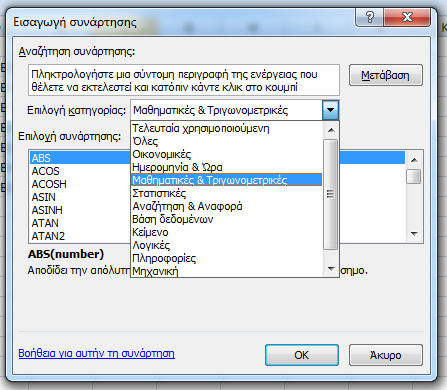 Εισαγωγή συνάρτησης
Αναζήτηση συνάρτησης:
Πληκτρολογήστε μια σύντομη περιγραφή της ενέργειας που
θέλετε να εκτελεστεί και κατόπιν κάντε κλικ στο κουμπί
Μετάβαση
Επιλογή κατηγορίας:
Μαθηματικές & Τριγωνομετρικές
Τελευταία χρησιμοποιούμενη
Όλες
Οικονομικές
Ημερομηνία & Ώρα
Μαθηματικές & Τριγωνομετρικές
Στατιστικές
Αναζήτηση & Αναφορά
Βάση δεδομένων
Κείμενο
Λογικές
Πληροφορίες
Μηχανική
Επιλογή συνάρτησης:
ABS
ACOS
ACOSH
ASIN
ASINH
ATAN
ATAN2
ABS(number)
Αποδίδει την απόλυτη
σημο.
Βοήθεια για αυτήν τη συνάρτηση
OK
Άκυρο